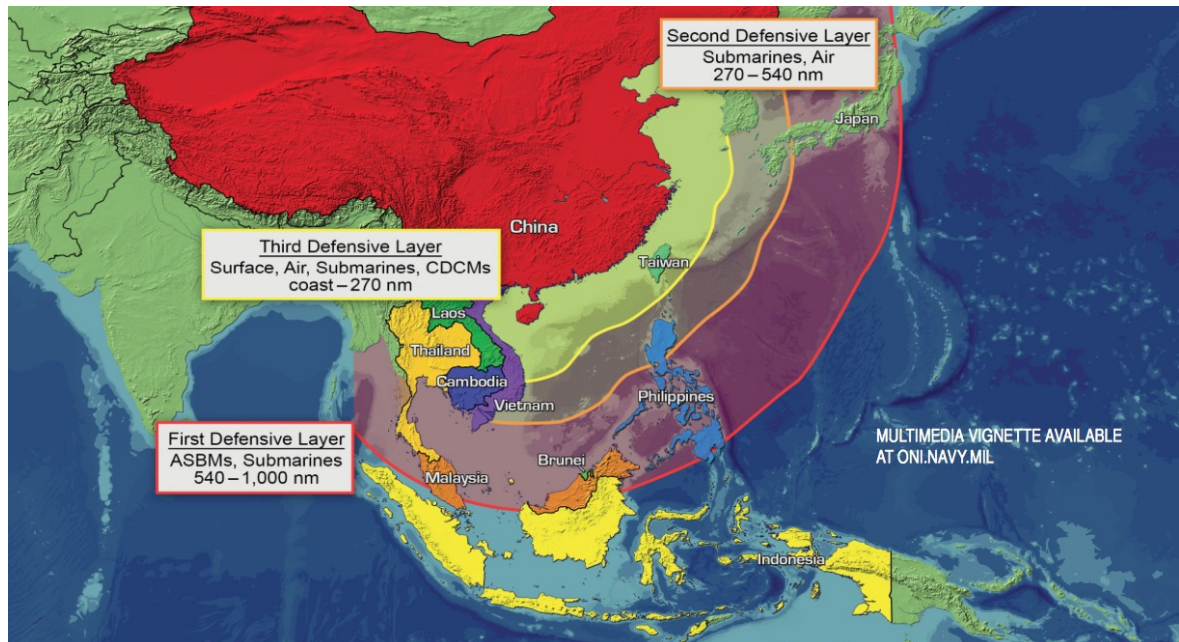 Second Defensive Layer
Submarines, Air
270 – 540 nm
Japan
China
Third Defensive Layer
Surface, Air, Submarines, CDCMs
coast – 270 nm
Taiwan
Laos
Thailand
Cambodia
Vietnam
Philippines
First Defensive Layer
ASBMs, Submarines
540 – 1,000 nm
MULTIMEDIA VIGNETTE AVAILABLE
AT ONI.NAVY.MIL
Brunei
Malaysia
Indonesia